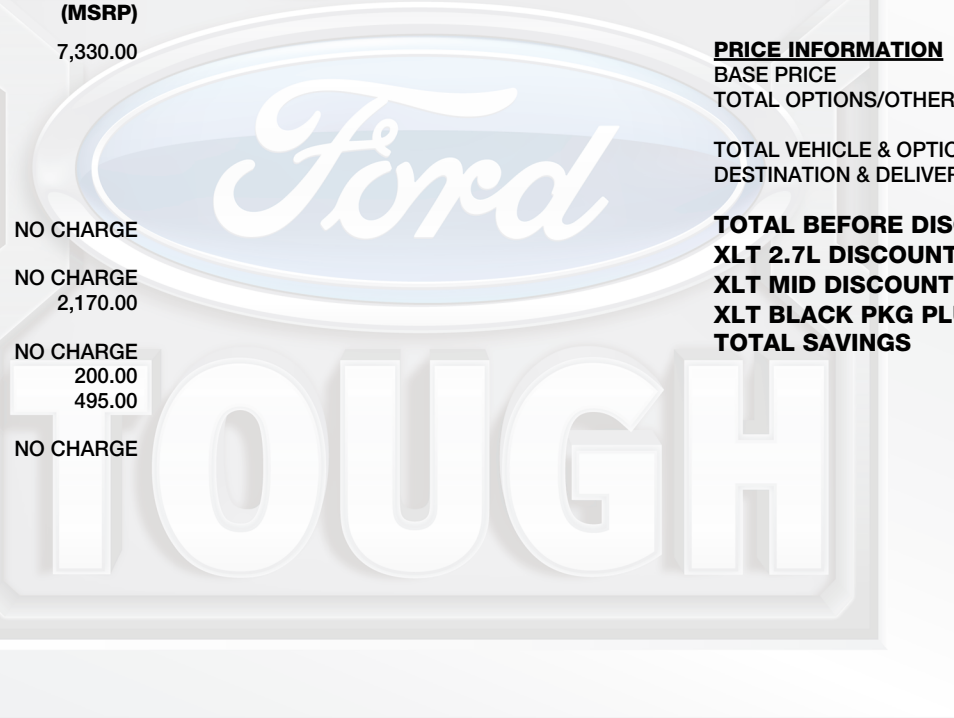 (MSRP)
7,330.00
NO CHARGE
NO CHARGE
2,170.00
NO CHARGE
200.00
495.00
NO CHARGE
PRICE INFORMATION
BASE PRICE
TOTAL OPTIONS/OTHER
TOTAL VEHICLE & OPTIO
DESTINATION & DELIVER
TOTAL BEFORE DISC
XLT 2.7L DISCOUNT
XLT MID DISCOUNT
XLT BLACK PKG PLU
TOTAL SAVINGS
Ford
TOUGH